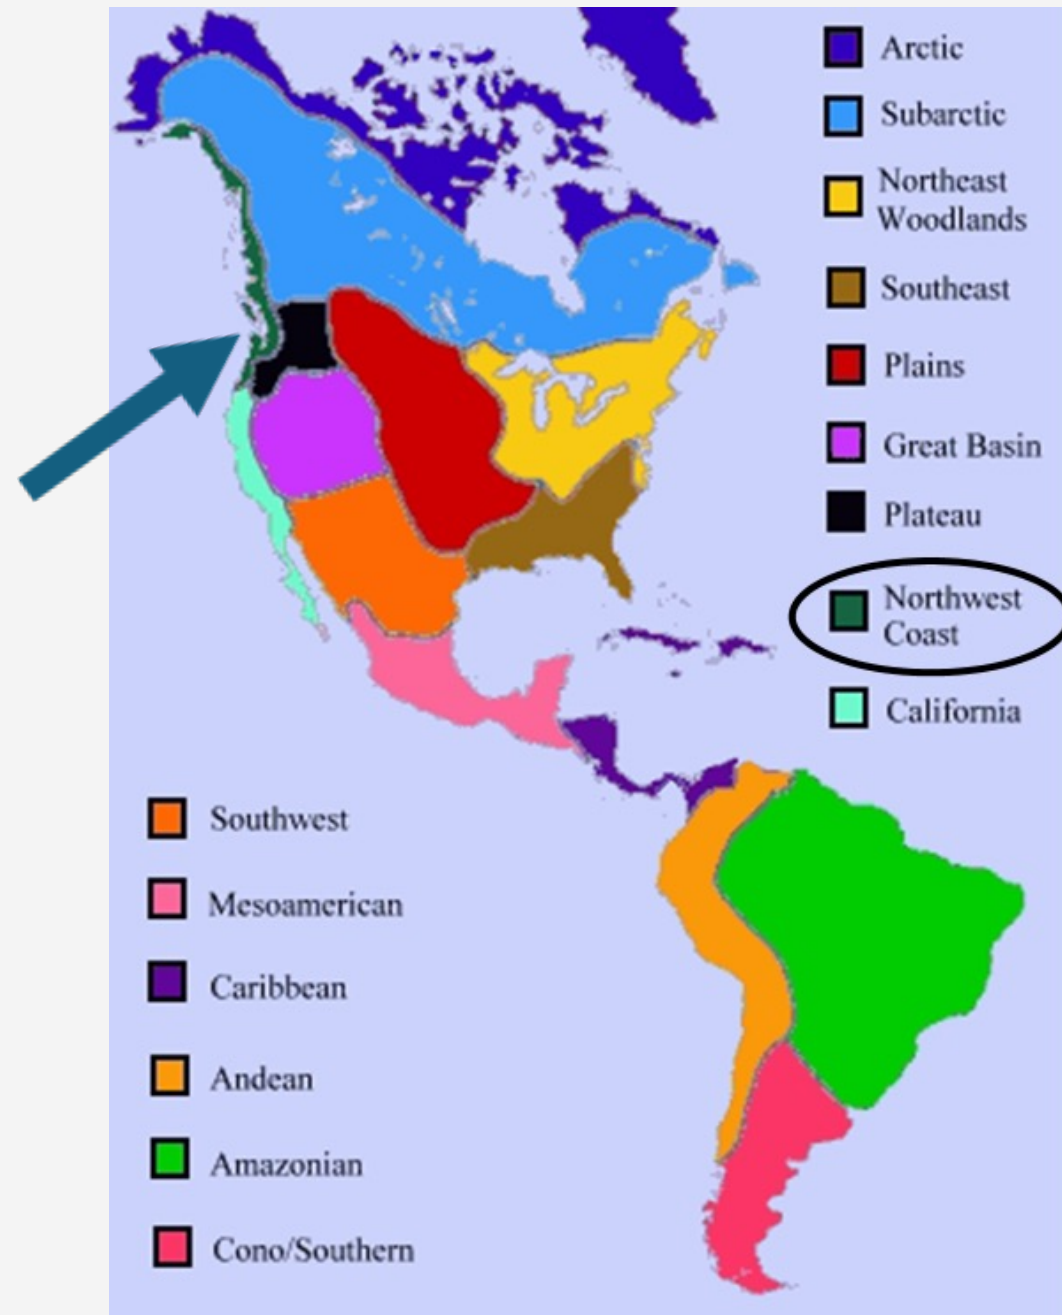 Arctic
Subarctic
Northeast
Woodlands
Southeast
Plains
Great Basin
Plateau
Northwest
Coast
California
Southwest
Mesoamerican
Caribbean
Andean
Amazonian
Cono/Southern